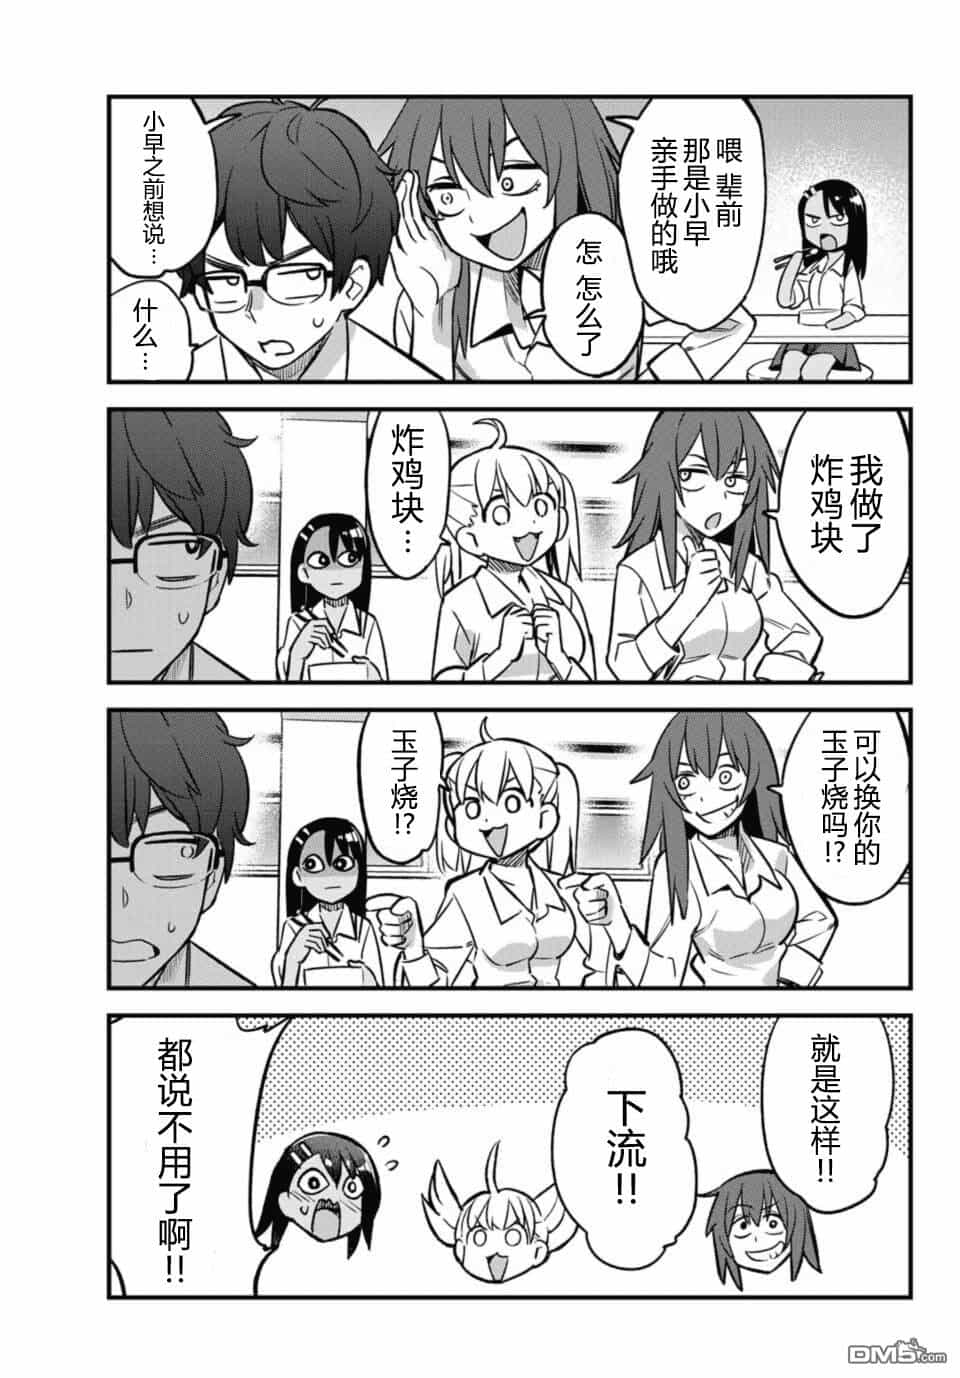 喂 辈前
那是小早
亲手做的哦
怎 怎么了
小早之前想说…
什么…
我做了
炸鸡块
炸鸡块…
可以换你的
玉子烧吗!?
玉子烧!?
就是这样!!
下流!!
都说不用了啊!!
DM5.com